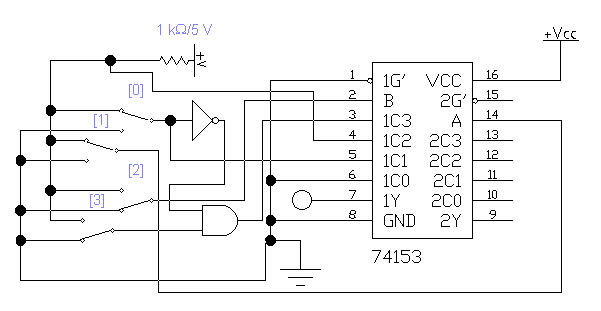 1 kΩ/5 V
+V
+Vcc
[0]
[1]
[2]
[3]
1 1G' VCC 16
2 B 2G' 15
3 1C3 A 14
4 1C2 2C3 13
5 1C1 2C2 12
6 1C0 2C1 11
7 1Y 2C0 10
8 GND 2Y 9
74153